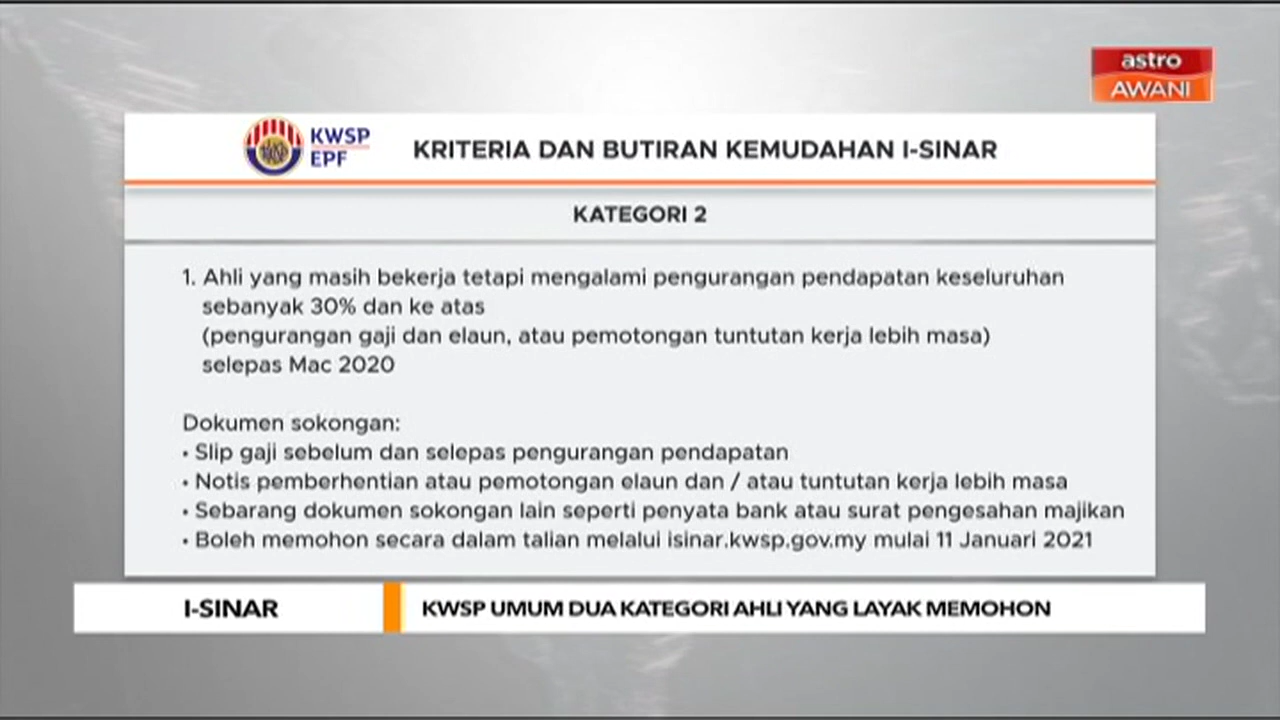 astro
AWANI
KWSP
EPF
KRITERIA DAN BUTIRAN KEMUDAHAN I-SINAR
KATEGORI 2
1. Ahli yang masih bekerja tetapi mengalami pengurangan pendapatan keseluruhan
sebanyak 30% dan ke atas
(pengurangan gaji dan elaun, atau pemotongan tuntutan kerja lebih masa)
selepas Mac 2020
Dokumen sokongan:
• Slip gaji sebelum dan selepas pengurangan pendapatan
• Notis pemberhentian atau pemotongan elaun dan / atau tuntutan kerja lebih masa
• Sebarang dokumen sokongan lain seperti penyata bank atau surat pengesahan majikan
• Boleh memohon secara dalam talian melalui isinar.kwsp.gov.my mulai 11 Januari 2021
I-SINAR
KWSP UMUM DUA KATEGORI AHLI YANG LAYAK MEMOHON